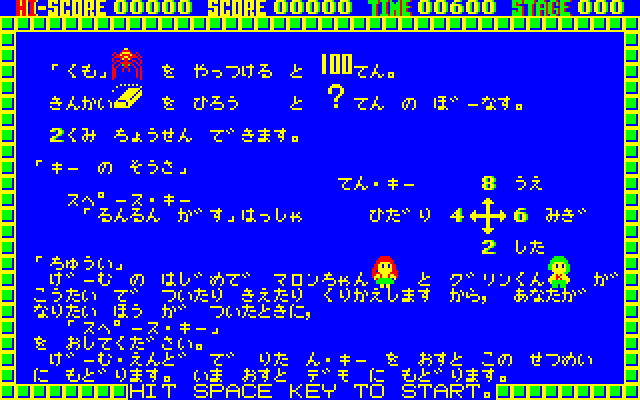 HI-SCORE 00000 SCORE 00000 TIME 00600 STAGE 000
「くも」 を やっつける と 100てん。
きんかい を ひろう と ? てん の ぼーなす。
2くみ ちょうせん できます。
「キー の そうさ」
てん・キー 8 うえ
スペース・キー
「るんるん がす」はっしゃ ひだり 4 6 みぎ
2 した
「ちゅうい」
げーむ の はじめで マロンちゃん と グリンくん が
こうたい で ついたり きえたり くりかえします から, あなたが
なりたい ほう が ついたときに,
「スペース・キー」
を おしてください。
げーむ・えんど で りたん・キー を おすと この せつめい
に もどります。 いま おすと デモ に もどります。
HIT SPACE KEY TO START.